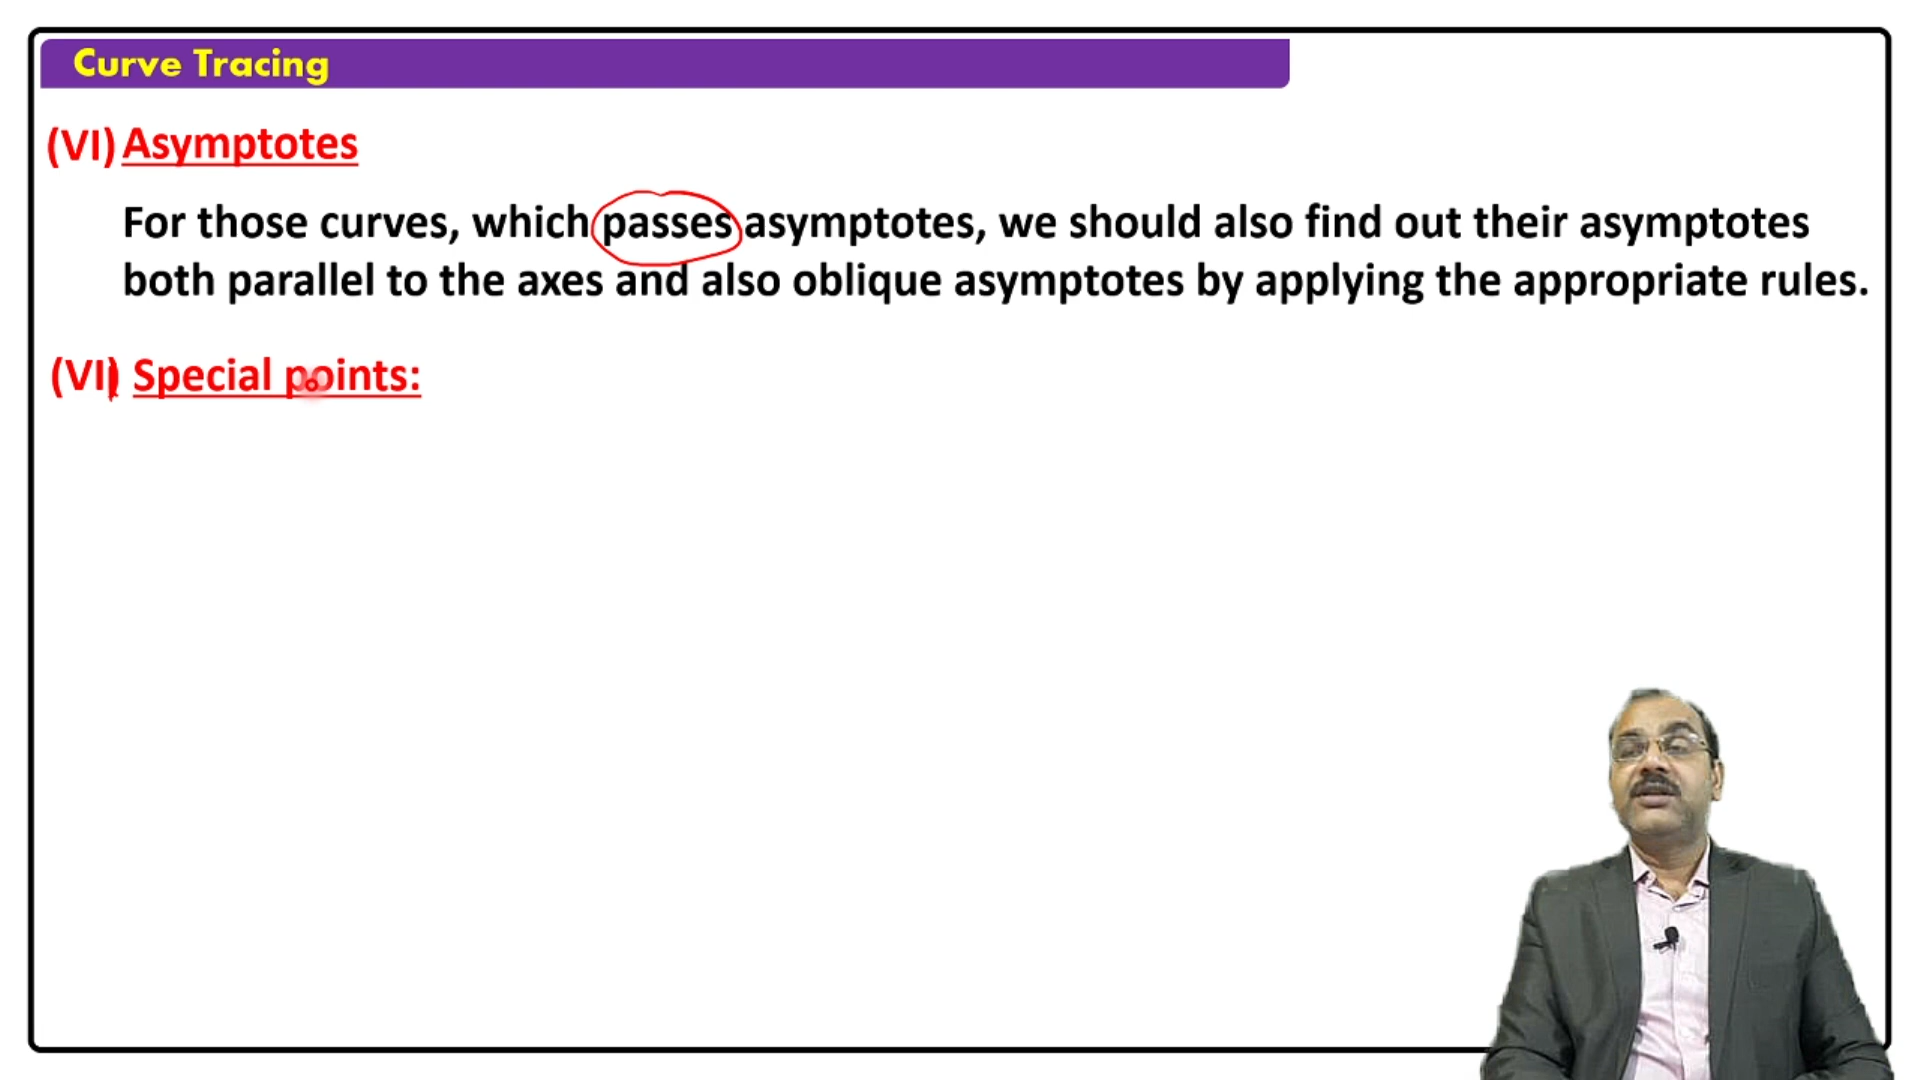 Curve Tracing
(VI) Asymptotes
For those curves, which passes asymptotes, we should also find out their asymptotes
both parallel to the axes and also oblique asymptotes by applying the appropriate rules.
(VI) Special points: